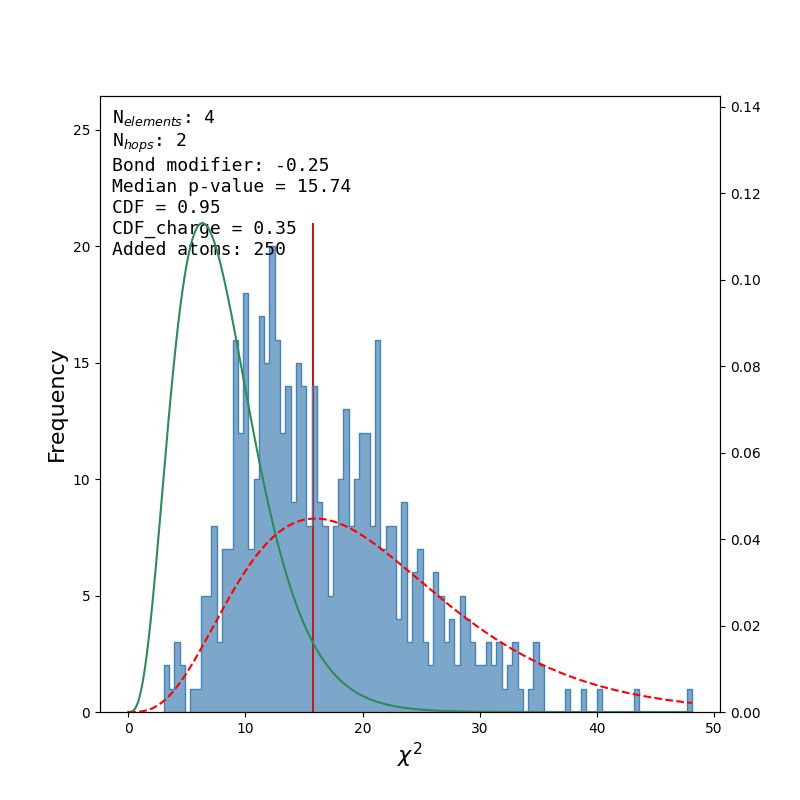 N_elements: 4
N_hops: 2
Bond modifier: -0.25
Median p-value = 15.74
CDF = 0.95
CDF_charge = 0.35
Added atoms: 250
Frequency
25
20
15
10
5
0
0.14
0.12
0.10
0.08
0.06
0.04
0.02
0.00
0 10 20 30 40 50
χ²